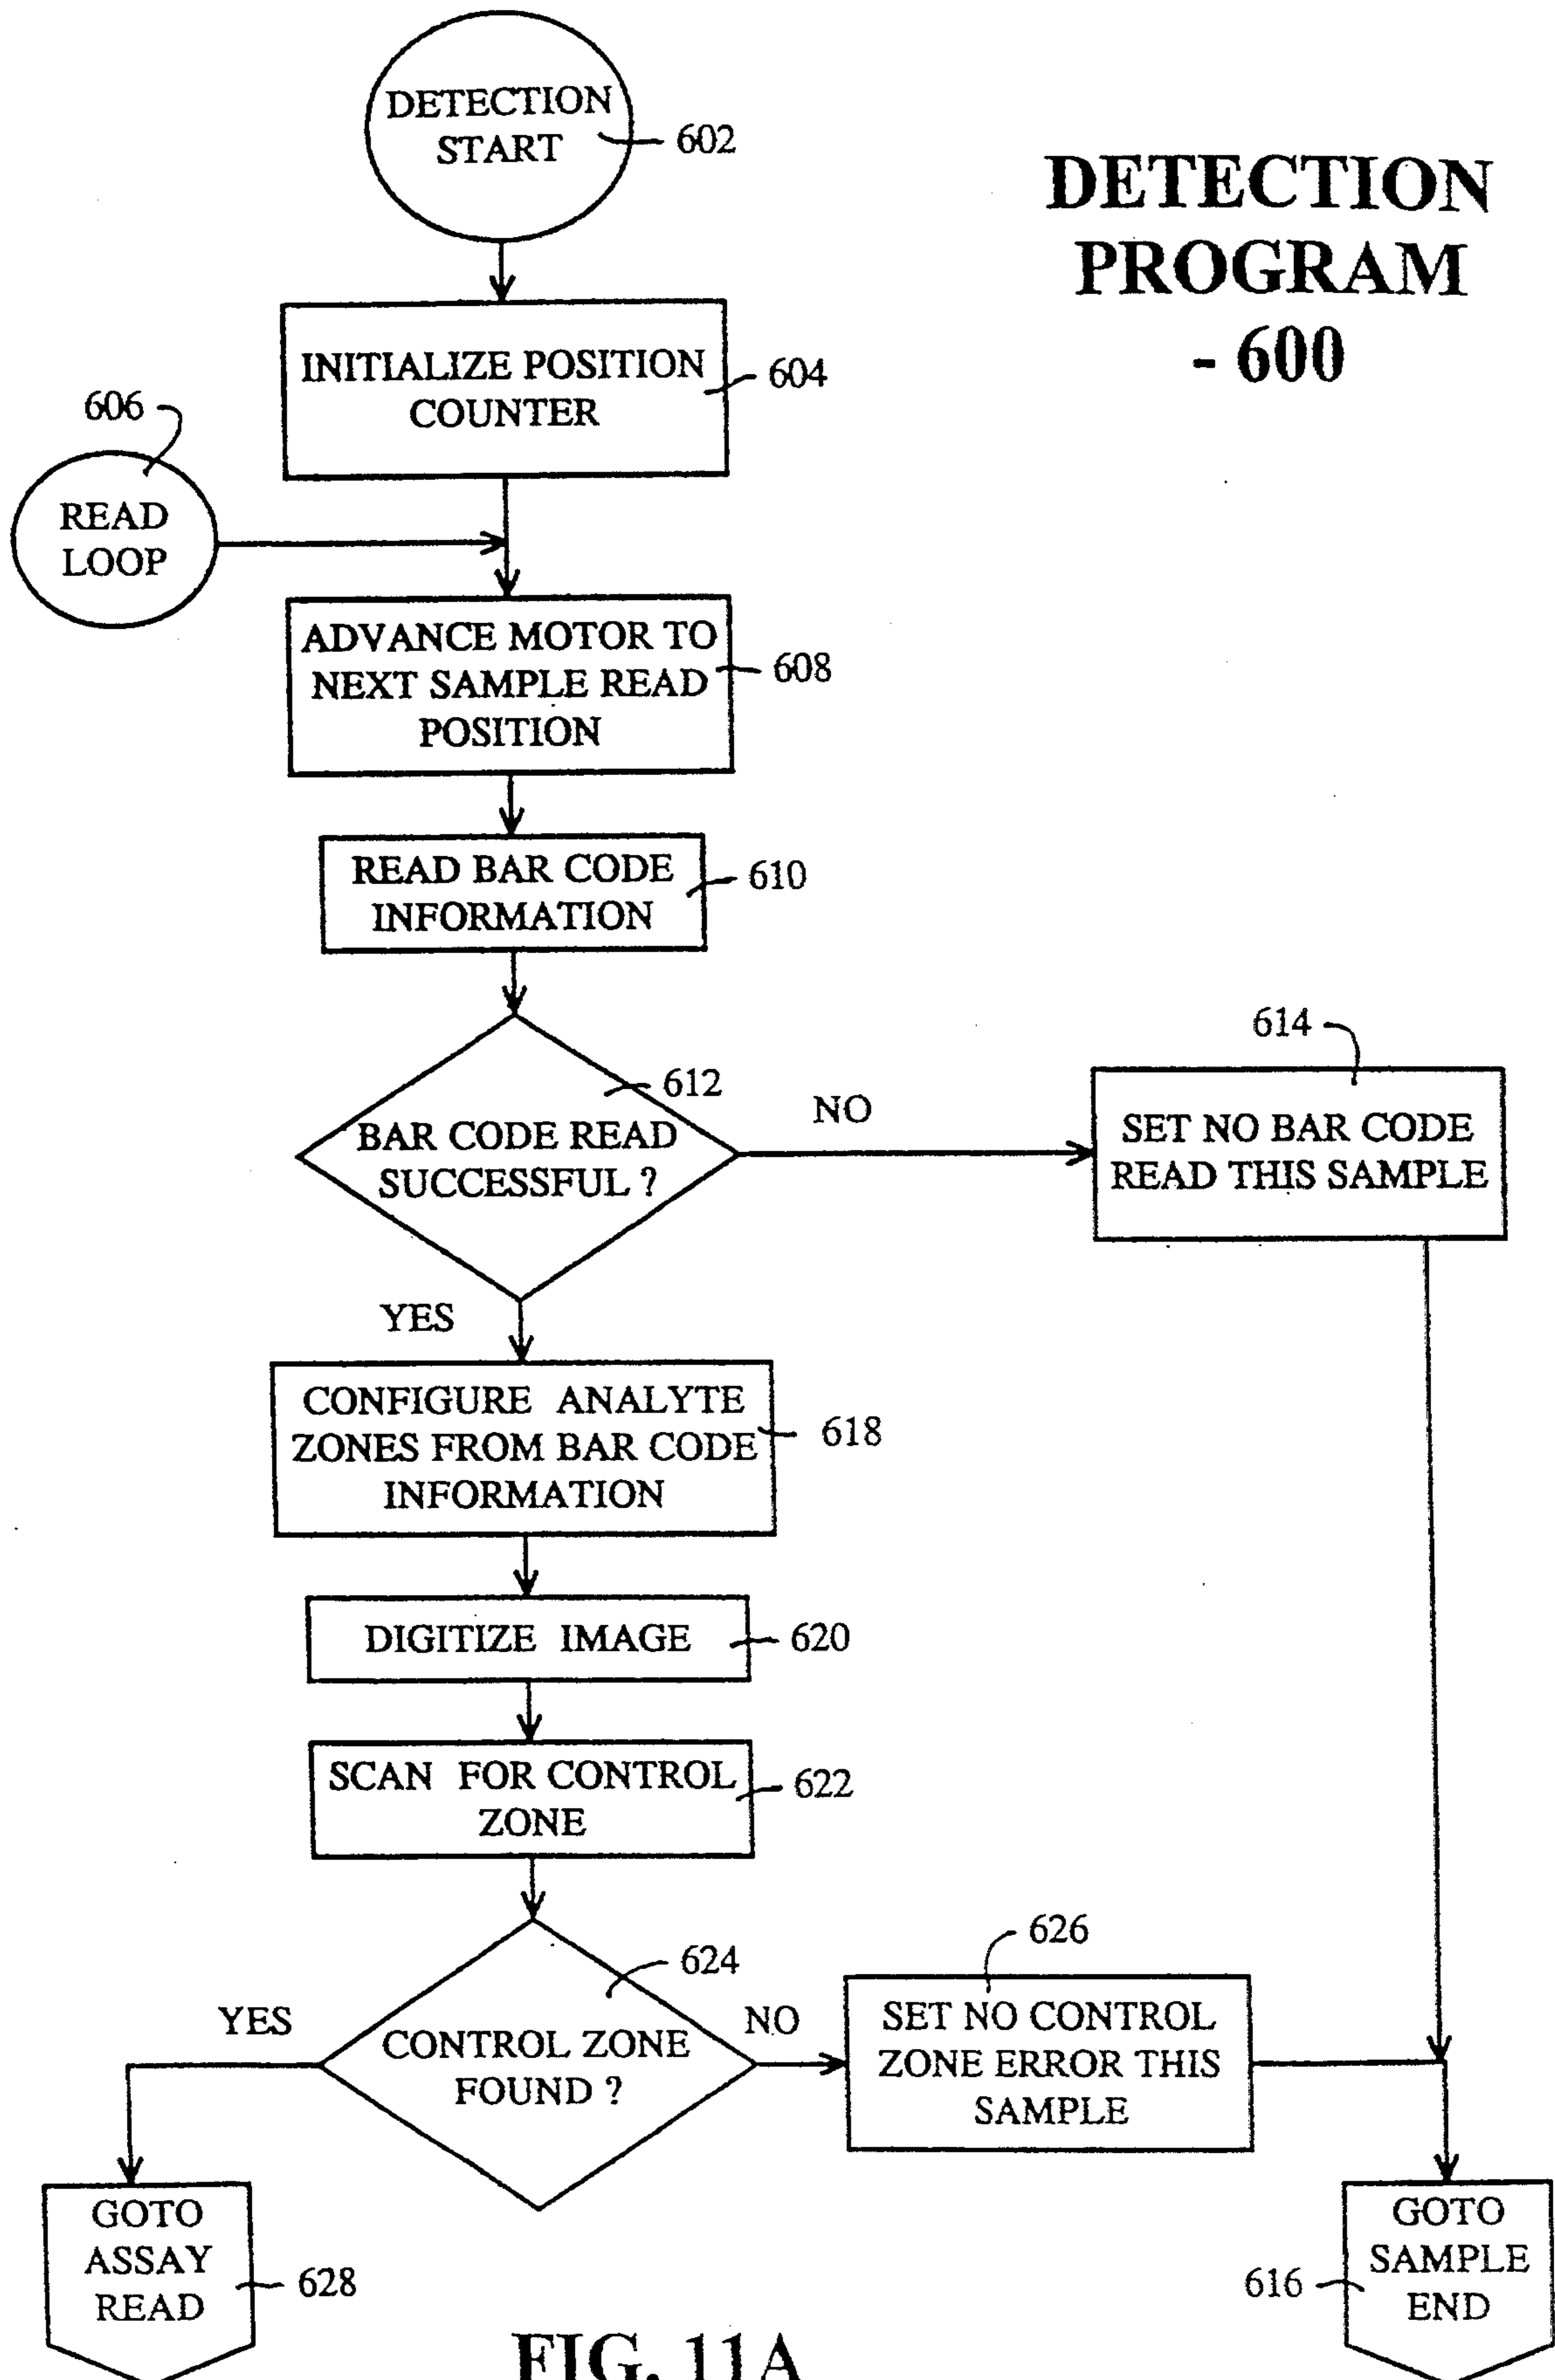 DETECTION
START
602
DETECTION
PROGRAM
- 600
INITIALIZE POSITION
COUNTER
604
606
READ
LOOP
ADVANCE MOTOR TO
NEXT SAMPLE READ
POSITION
608
READ BAR CODE
INFORMATION
610
612
BAR CODE READ
SUCCESSFUL ?
NO
614
SET NO BAR CODE
READ THIS SAMPLE
YES
CONFIGURE ANALYTE
ZONES FROM BAR CODE
INFORMATION
618
DIGITIZE IMAGE
620
SCAN FOR CONTROL
ZONE
622
624
CONTROL ZONE
FOUND ?
YES
NO
626
SET NO CONTROL
ZONE ERROR THIS
SAMPLE
GOTO
ASSAY
READ
628
GOTO
SAMPLE
END
616
FIG. 11A